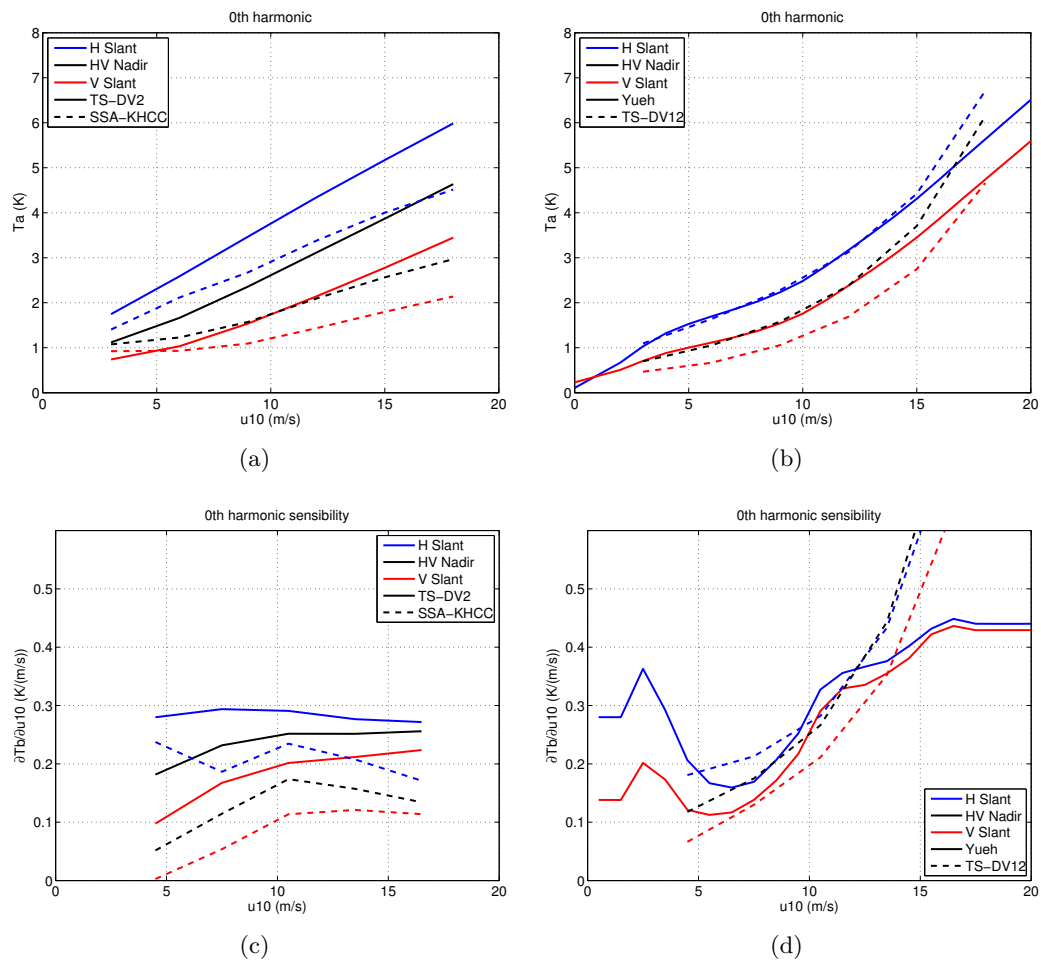 0th harmonic
8
7
6
5
4
3
2
1
0
Ta (K)
H Slant
HV Nadir
V Slant
TS−DV2
SSA−KHCC
0 5 10 15 20
u10 (m/s)
(a)
0th harmonic
8
7
6
5
4
3
2
1
0
Ta (K)
H Slant
HV Nadir
V Slant
Yueh
TS−DV12
0 5 10 15 20
u10 (m/s)
(b)
0th harmonic sensibility
0.5
0.4
0.3
0.2
0.1
0
∂Tb/∂u10 (K/(m/s))
H Slant
HV Nadir
V Slant
TS−DV2
SSA−KHCC
0 5 10 15 20
u10 (m/s)
(c)
0th harmonic sensibility
0.5
0.4
0.3
0.2
0.1
0
∂Tb/∂u10 (K/(m/s))
H Slant
HV Nadir
V Slant
Yueh
TS−DV12
0 5 10 15 20
u10 (m/s)
(d)